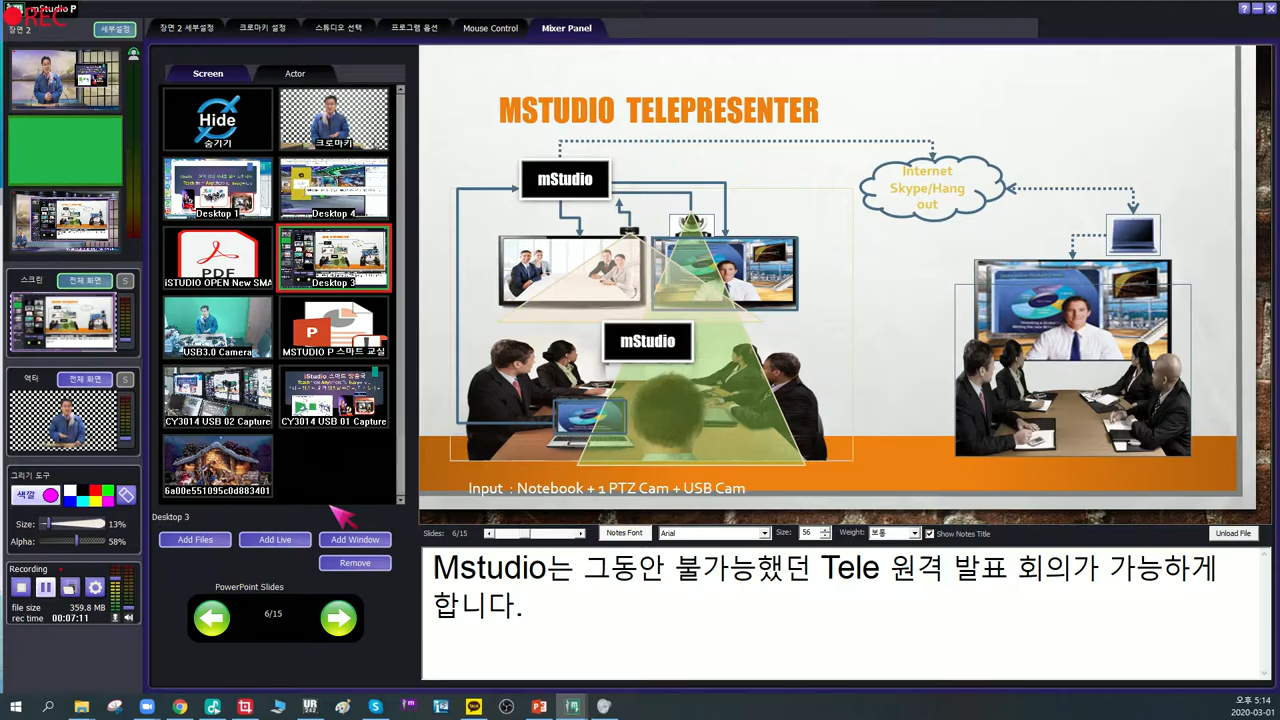 mStudio P
REC
장면 2
세부설정
장면 2 세부설정
크로마키 설정
스튜디오 선택
프로그램 옵션
Mouse Control
Mixer Panel
Screen
Actor
Hide
숨기기
크로마키
Desktop 1
Desktop 4
PDF
iSTUDIO OPEN New SMA
Desktop 3
USB3.0 Camera
MSTUDIO P 스마트 교실
CY3014 USB 02 Capture
CY3014 USB 01 Capture
6a00e551095c0d883401
스크린
전체 화면
S
액터
전체 화면
S
그리기 도구
색깔
Size:
13%
Alpha:
58%
Recording
file size
359.8 MB
rec time
00:07:11
Desktop 3
Add Files
Add Live
Add Window
Remove
PowerPoint Slides
6/15
MSTUDIO TELEPRESENTER
mStudio
Internet
Skype/Hang
out
mStudio
Input : Notebook + 1 PTZ Cam + USB Cam
Slides: 6/15
Notes Font
Arial
Size: 56
Weight: 보통
Show Notes Title
Upload File
Mstudio는 그동안 불가능했던 Tele 원격 발표 회의가 가능하게
합니다.
오후 5:14
2020-03-01